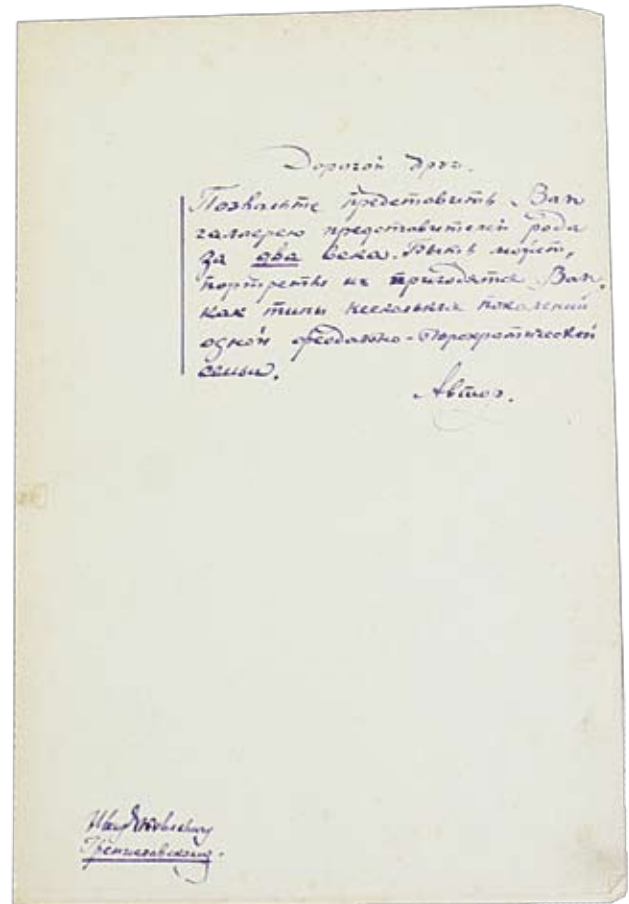 Дорогой друг.
Позвольте представить Вам
галлерею представителей рода
за два века. Быть может,
портреты их пригодятся Вам,
как типы нескольких поколений
одной феодально-бюрократической
семьи.
Автор.
Ивану Яковлевичу